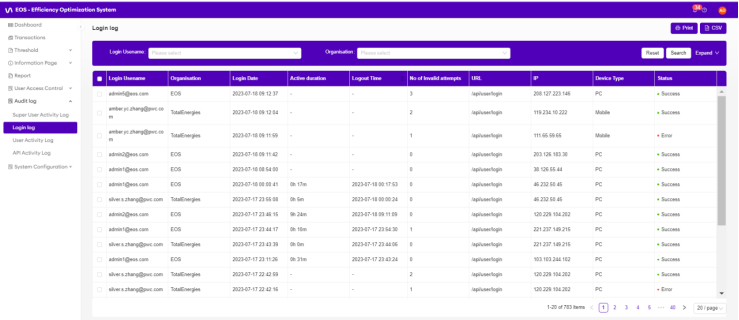 EOS - Efficiency Optimization System
Dashboard
Transactions
Threshold
Information Page
Report
User Access Control
Audit log
Super User Activity Log
Login log
User Activity Log
API Activity Log
System Configuration
Login log
Print CSV
Login Username: Please select Organisation: Please select Reset Search Expand
Login Username Organisation Login Date Active duration Logout Time No of Invalid attempts URL IP Device Type Status
admin5@eos.com EOS 2023-07-18 09:12:37 - - 3 /api/user/login 208.127.223.146 PC Success
amber.yc.zhang@pwc.com TotalEnergies 2023-07-18 09:12:04 - - 2 /api/user/login 119.234.10.222 Mobile Success
amber.yc.zhang@pwc.com TotalEnergies 2023-07-18 09:11:59 - - 1 /api/user/login 111.65.59.65 Mobile Error
admin2@eos.com EOS 2023-07-18 09:11:42 - - 0 /api/user/login 203.126.183.30 PC Success
admin1@eos.com EOS 2023-07-18 08:54:00 - - 0 /api/user/login 38.126.55.44 PC Success
admin1@eos.com EOS 2023-07-18 00:00:41 0h 17m 2023-07-18 00:17:53 0 /api/user/login 46.232.50.45 PC Success
silver.s.zhang@pwc.com TotalEnergies 2023-07-17 23:55:08 0h 5m 2023-07-18 00:00:24 0 /api/user/login 46.232.50.45 PC Success
admin2@eos.com EOS 2023-07-17 23:46:15 9h 24m 2023-07-18 09:11:09 0 /api/user/login 120.229.104.202 PC Success
admin1@eos.com EOS 2023-07-17 23:44:17 0h 10m 2023-07-17 23:54:30 1 /api/user/login 221.237.149.215 PC Success
silver.s.zhang@pwc.com TotalEnergies 2023-07-17 23:43:39 0h 0m 2023-07-17 23:44:06 0 /api/user/login 221.237.149.215 PC Success
admin1@eos.com EOS 2023-07-17 23:11:26 0h 31m 2023-07-17 23:43:24 0 /api/user/login 103.103.244.102 PC Success
silver.s.zhang@pwc.com TotalEnergies 2023-07-17 22:42:59 - - 2 /api/user/login 120.229.104.202 PC Success
silver.s.zhang@pwc.com TotalEnergies 2023-07-17 22:42:16 - - 1 /api/user/login 120.229.104.202 PC Error
1-20 of 783 items < 1 2 3 4 5 ··· 40 > 20 / page